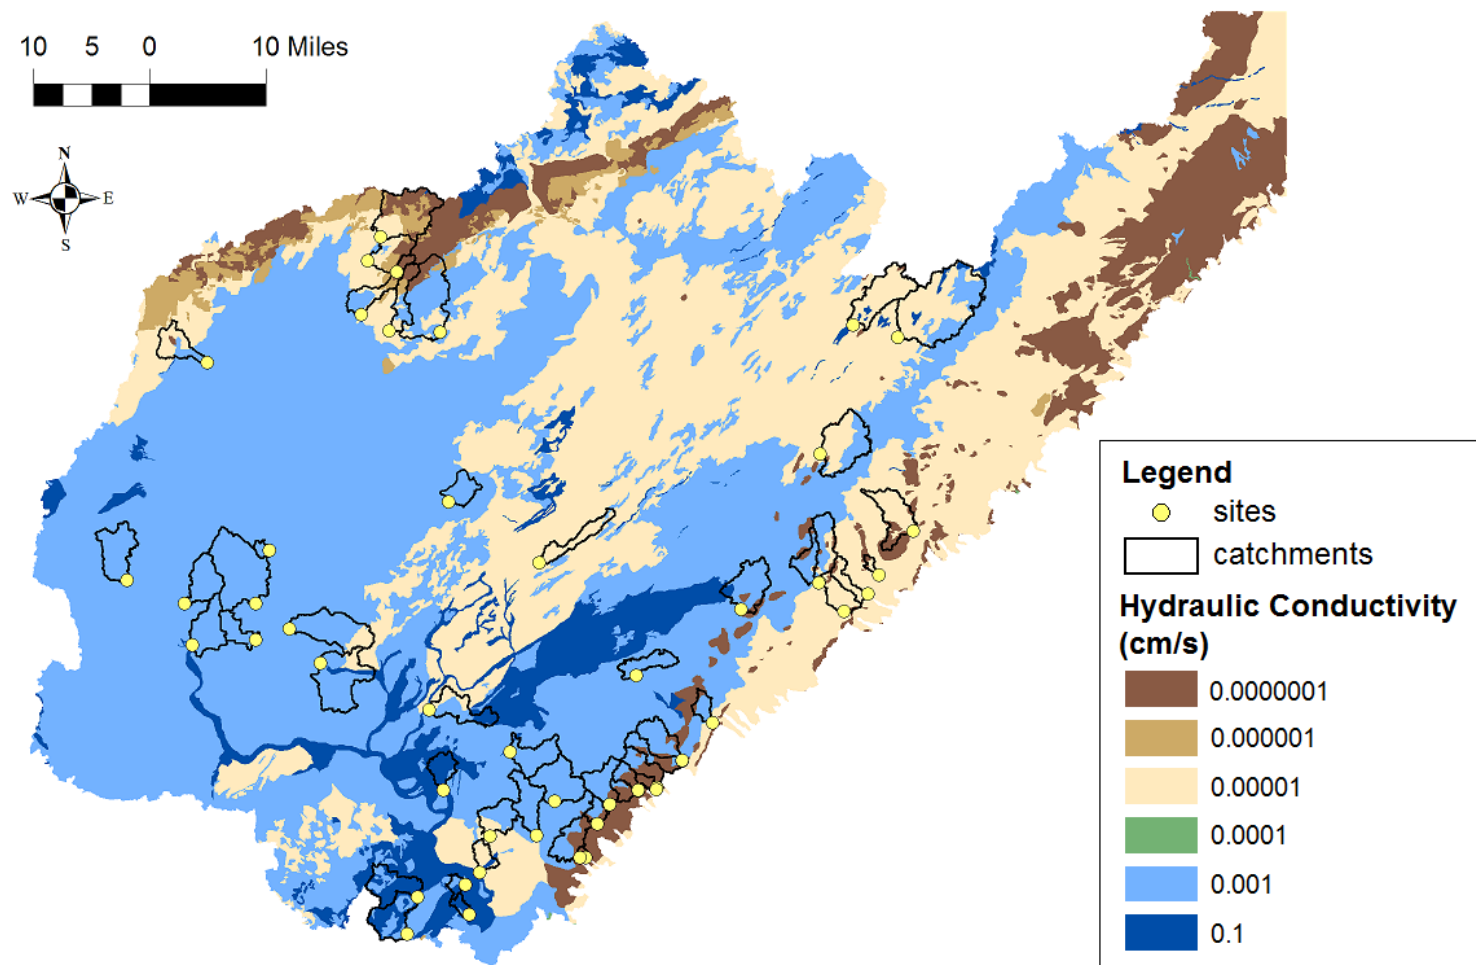 10 5 0 10 Miles
N
W E
S
Legend
sites
catchments
Hydraulic Conductivity
(cm/s)
0.0000001
0.000001
0.00001
0.0001
0.001
0.1